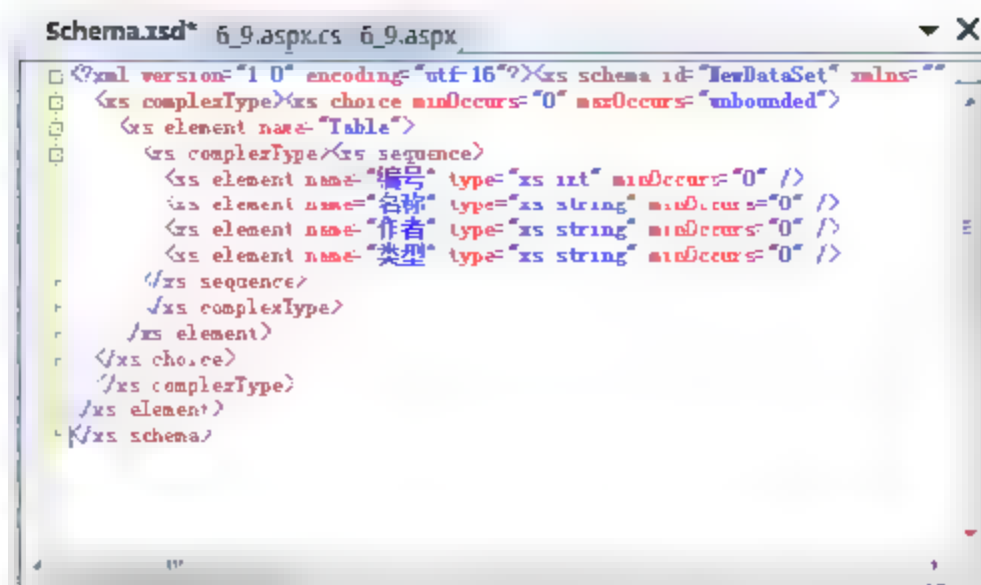 Schema.xsd* 6_9.aspx.cs 6_9.aspx
<?xml version="1.0" encoding="utf-16"?><xs:schema id="NewDataSet" xmlns=""
<xs:complexType><xs:choice minOccurs="0" maxOccurs="unbounded">
<xs:element name="Table">
<xs:complexType><xs:sequence>
<xs:element name="编号" type="xs:int" minOccurs="0" />
<xs:element name="名称" type="xs:string" minOccurs="0" />
<xs:element name="作者" type="xs:string" minOccurs="0" />
<xs:element name="类型" type="xs:string" minOccurs="0" />
</xs:sequence>
</xs:complexType>
</xs:element>
</xs:choice>
</xs:complexType>
</xs:element>
</xs:schema>